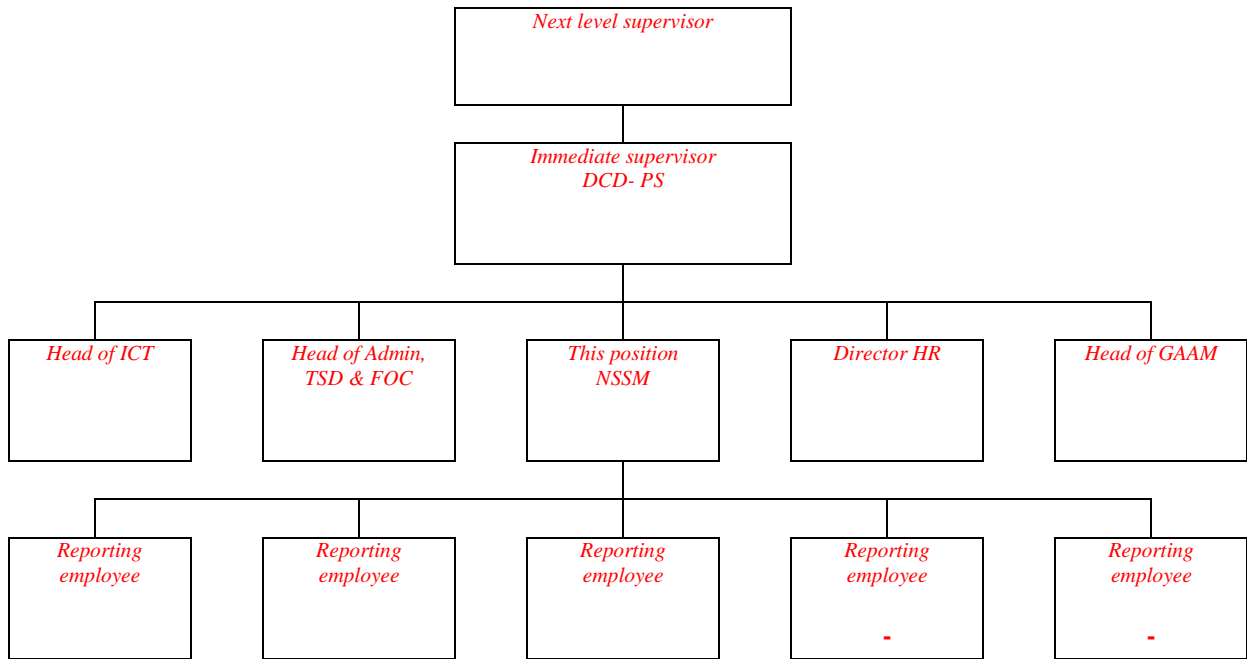 Next level supervisor
Immediate supervisor
DCD- PS
Head of ICT
Head of Admin,
TSD & FOC
This position
NSSM
Director HR
Head of GAAM
Reporting
employee
Reporting
employee
Reporting
employee
Reporting
employee
-
Reporting
employee
-